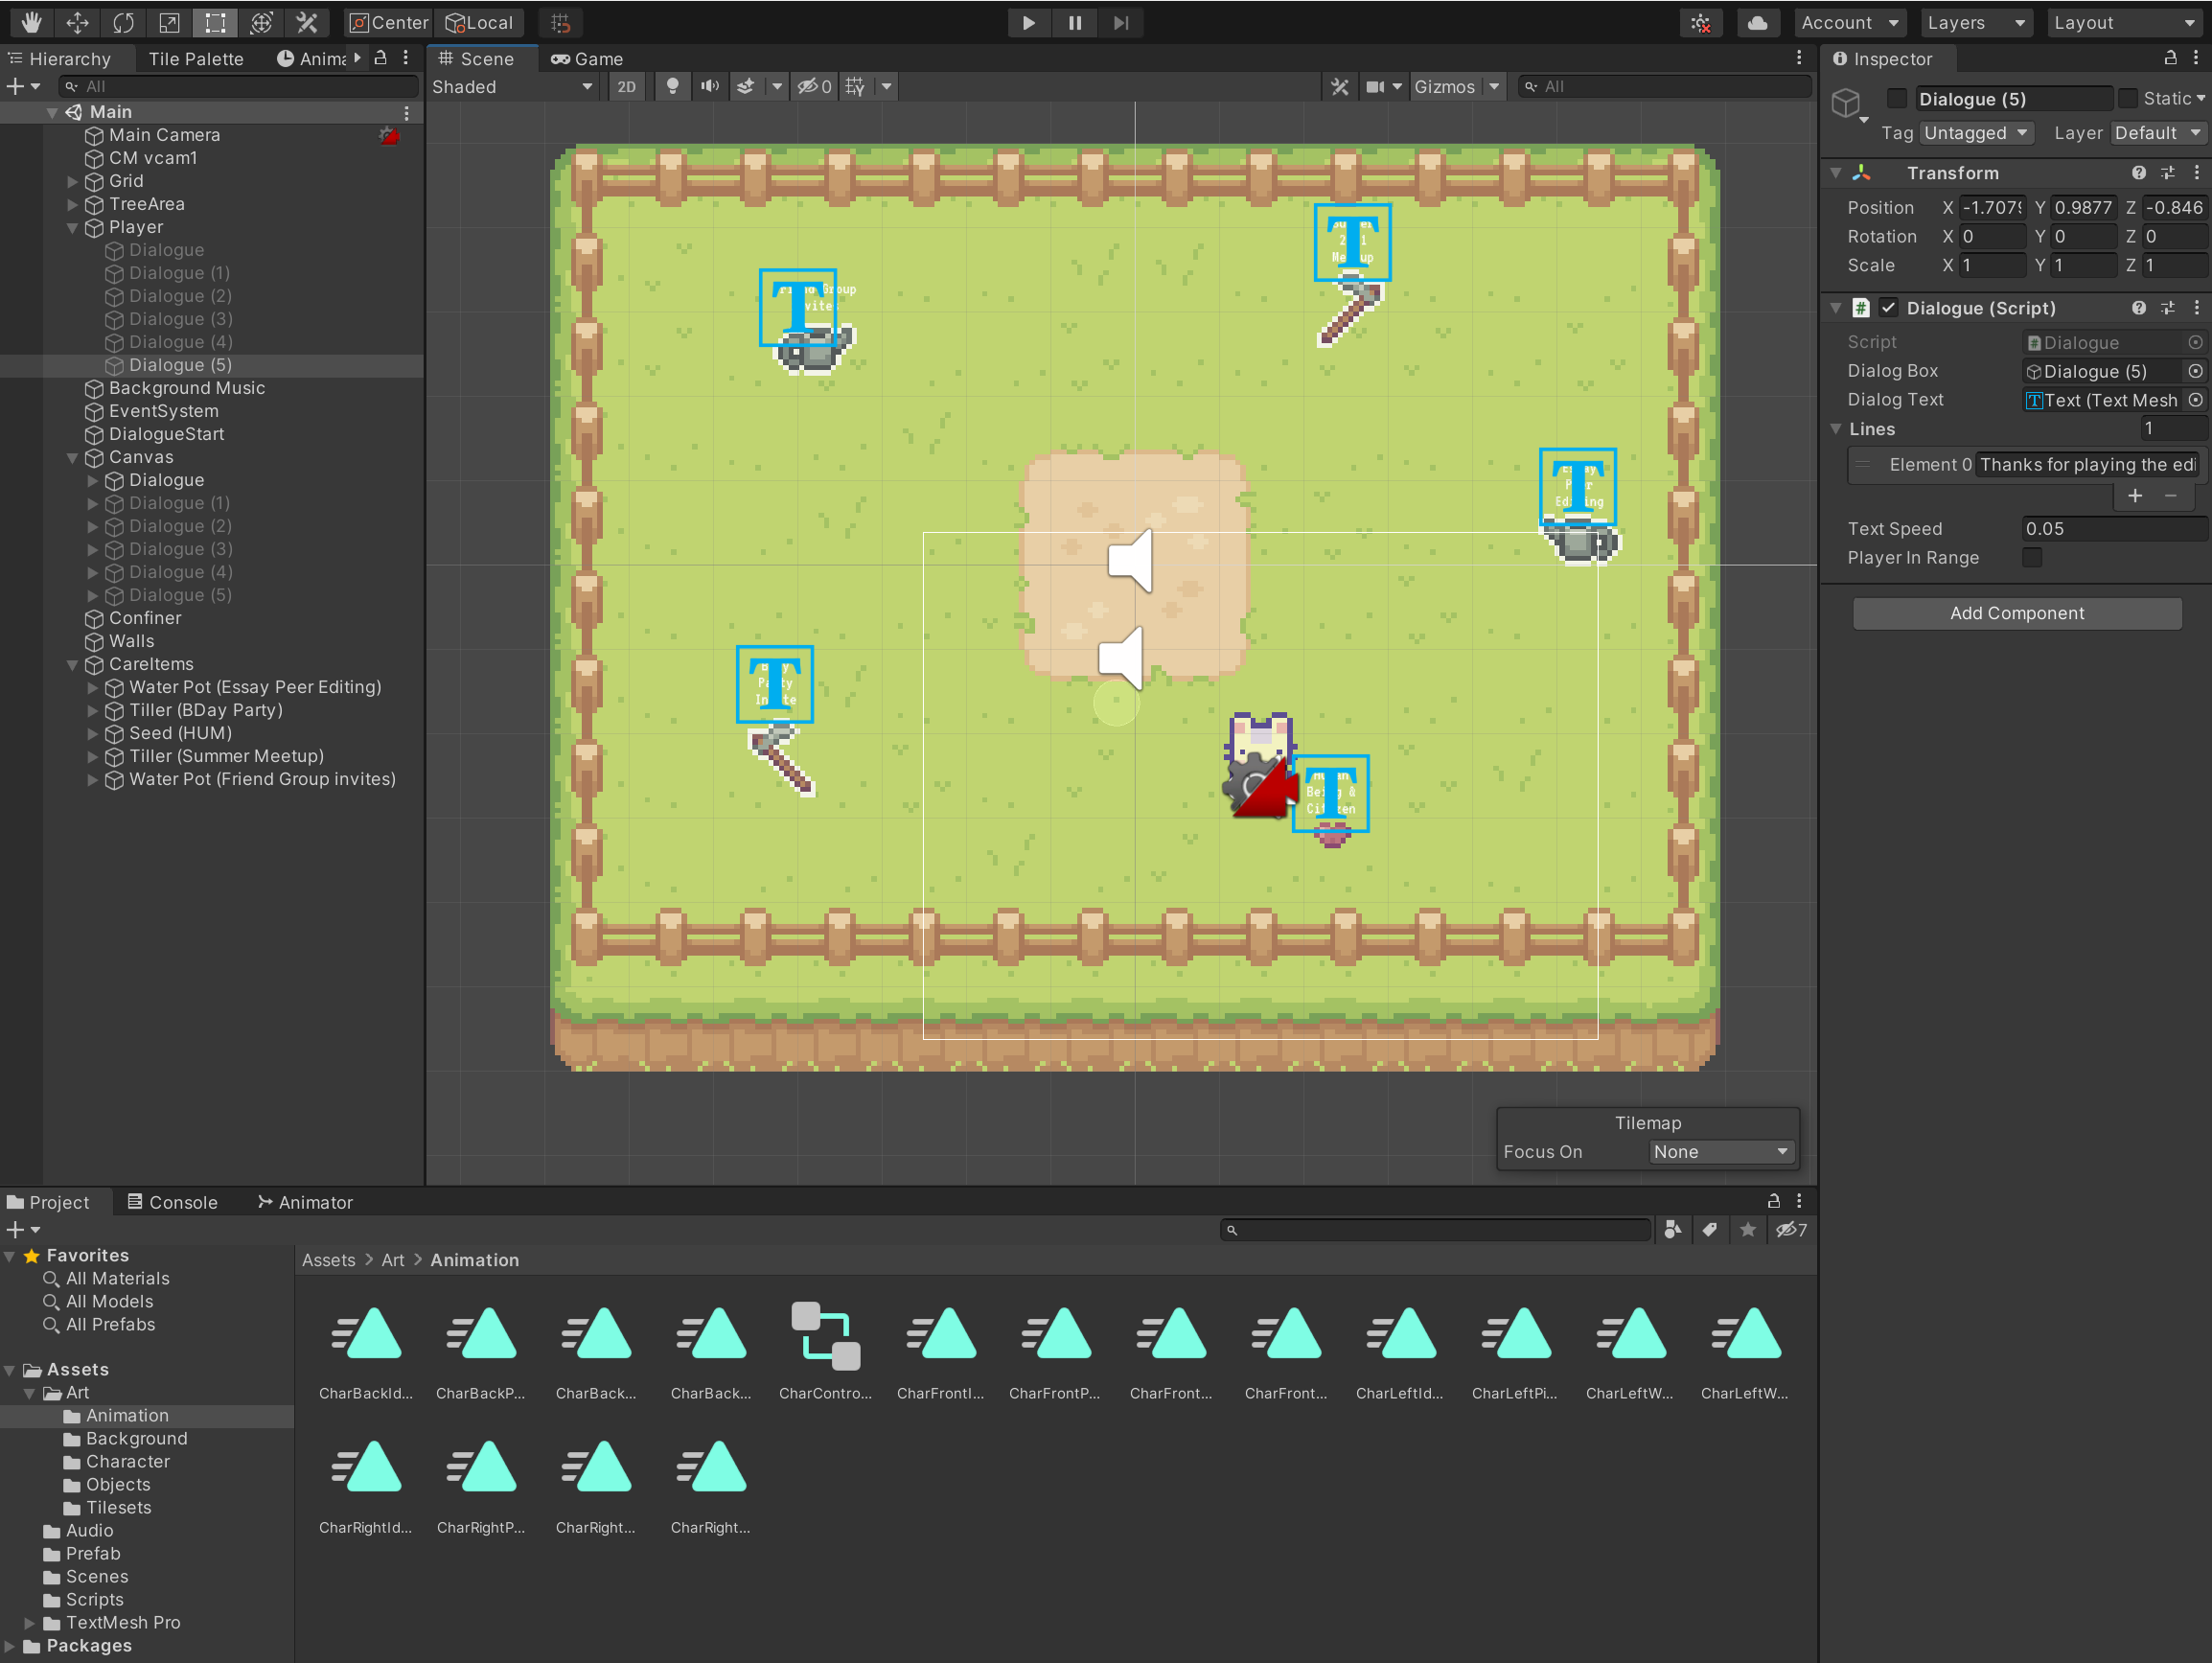 Center Local Account Layers Layout
Hierarchy Tile Palette Anima
All
Main
Main Camera
CM vcam1
Grid
TreeArea
Player
Dialogue
Dialogue (1)
Dialogue (2)
Dialogue (3)
Dialogue (4)
Dialogue (5)
Background Music
EventSystem
DialogueStart
Canvas
Dialogue
Dialogue (1)
Dialogue (2)
Dialogue (3)
Dialogue (4)
Dialogue (5)
Confiner
Walls
CareItems
Water Pot (Essay Peer Editing)
Tiller (BDay Party)
Seed (HUM)
Tiller (Summer Meetup)
Water Pot (Friend Group invites)
Scene Game
Shaded 2D 0 Gizmos All
Group
Being &
Tilemap
Focus On None
Inspector
Dialogue (5) Static
Tag Untagged Layer Default
Transform
Position X -1.7079 Y 0.9877 Z -0.846
Rotation X 0 Y 0 Z 0
Scale X 1 Y 1 Z 1
# Dialogue (Script)
Script # Dialogue
Dialog Box Dialogue (5)
Dialog Text T Text (Text Mesh
Lines 1
Element 0 Thanks for playing the edi
Text Speed 0.05
Player In Range
Add Component
Project Console Animator
7
Favorites
All Materials
All Models
All Prefabs
Assets
Art
Animation
Background
Character
Objects
Tilesets
Audio
Prefab
Scenes
Scripts
TextMesh Pro
Packages
Assets > Art > Animation
CharBackId... CharBackP... CharBack... CharBack... CharContro... CharFrontI... CharFrontP... CharFront... CharFront... CharLeftId... CharLeftPi... CharLeftW... CharLeftW...
CharRightId... CharRightP... CharRight... CharRight...